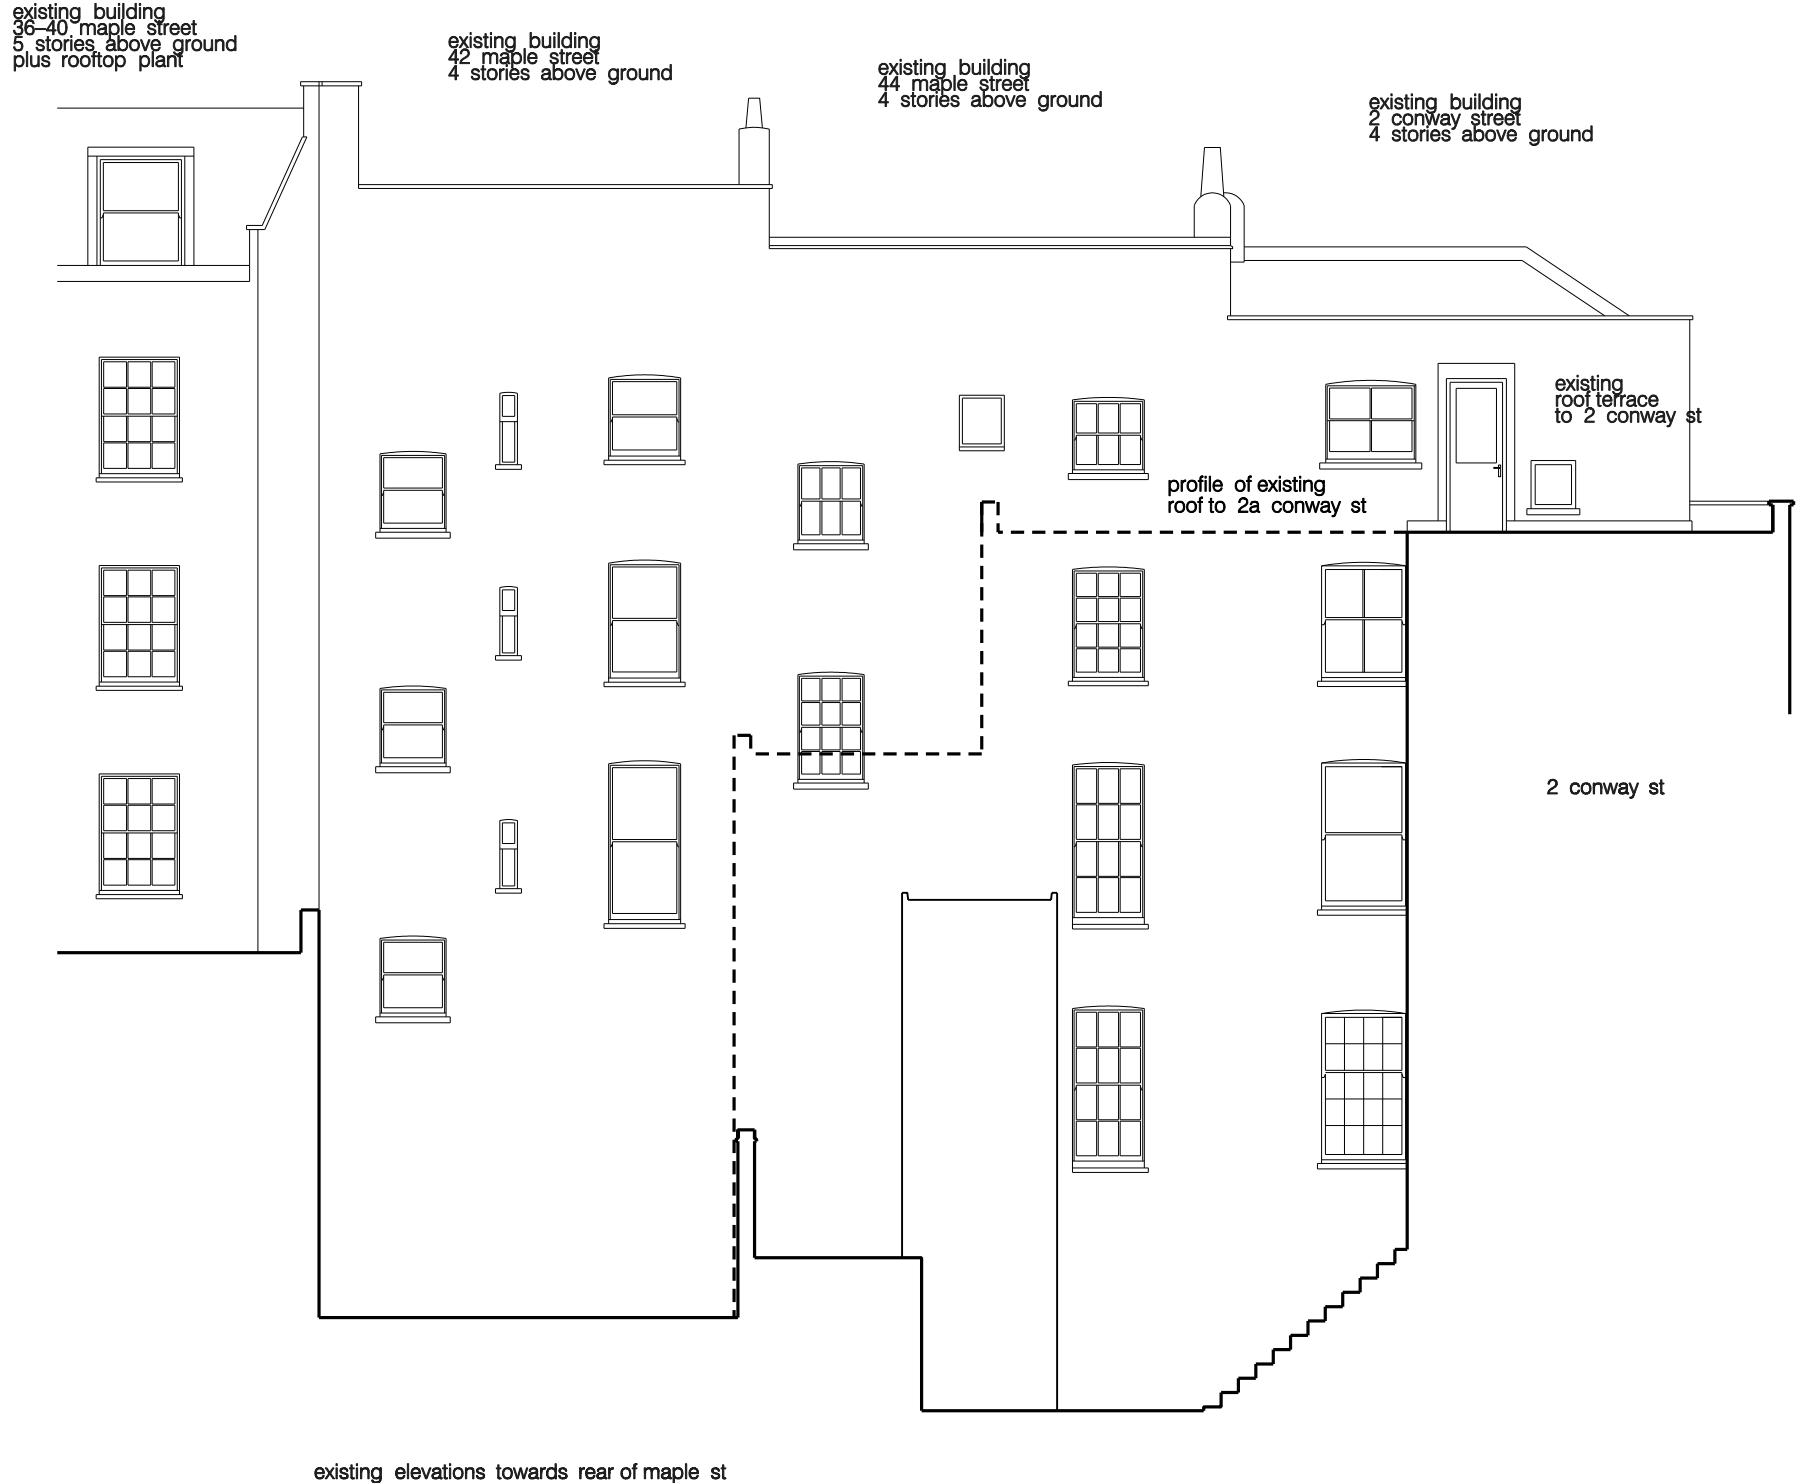 existing building
36–40 maple street
5 stories above ground
plus rooftop plant
existing building
42 maple street
4 stories above ground
existing building
44 maple street
4 stories above ground
existing building
2 conway street
4 stories above ground
existing
roof terrace
to 2 conway st
profile of existing
roof to 2a conway st
2 conway st
existing elevations towards rear of maple st